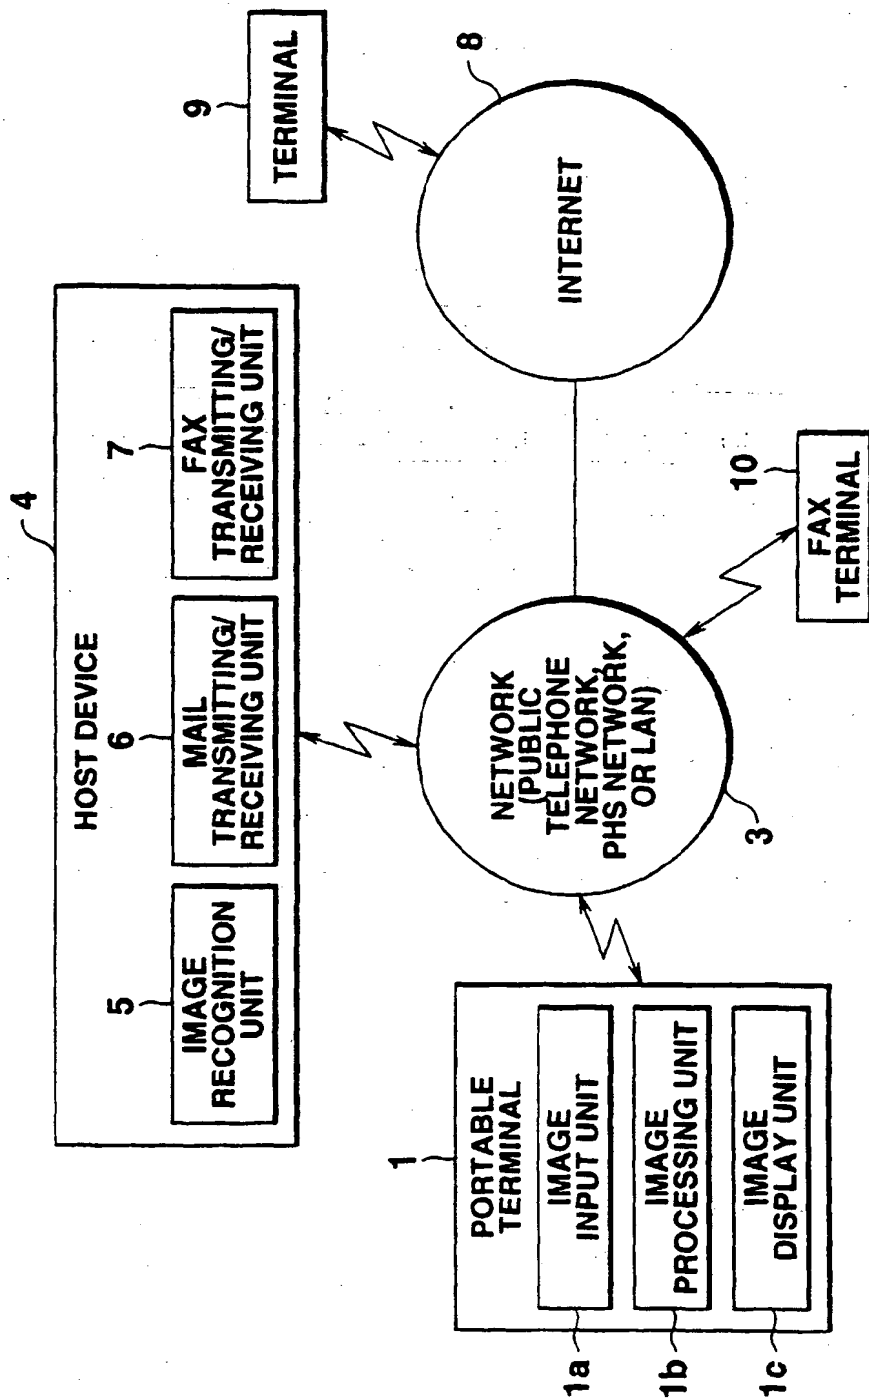 4
HOST DEVICE
5
IMAGE
RECOGNITION
UNIT
6
MAIL
TRANSMITTING/
RECEIVING UNIT
7
FAX
TRANSMITTING/
RECEIVING UNIT
9
TERMINAL
8
INTERNET
1
PORTABLE
TERMINAL
1a
IMAGE
INPUT UNIT
1b
IMAGE
PROCESSING UNIT
1c
IMAGE
DISPLAY UNIT
NETWORK
(PUBLIC
TELEPHONE
NETWORK,
PHS NETWORK,
OR LAN)
3
10
FAX
TERMINAL